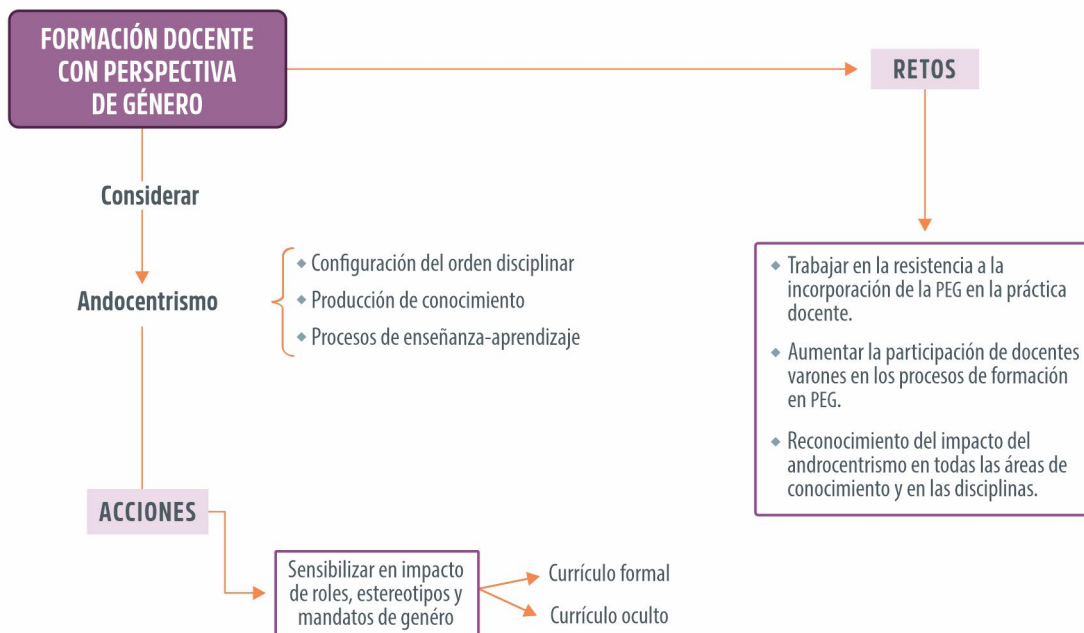 FORMACIÓN DOCENTE
CON PERSPECTIVA
DE GÉNERO
RETOS
Considerar
Andocentrismo
Configuración del orden disciplinar
Producción de conocimiento
Procesos de enseñanza-aprendizaje
Trabajar en la resistencia a la
incorporación de la PEG en la práctica
docente.
Aumentar la participación de docentes
varones en los procesos de formación
en PEG.
Reconocimiento del impacto del
androcentrismo en todas las áreas de
conocimiento y en las disciplinas.
ACCIONES
Sensibilizar en impacto
de roles, estereotipos y
mandatos de genéro
Currículo formal
Currículo oculto